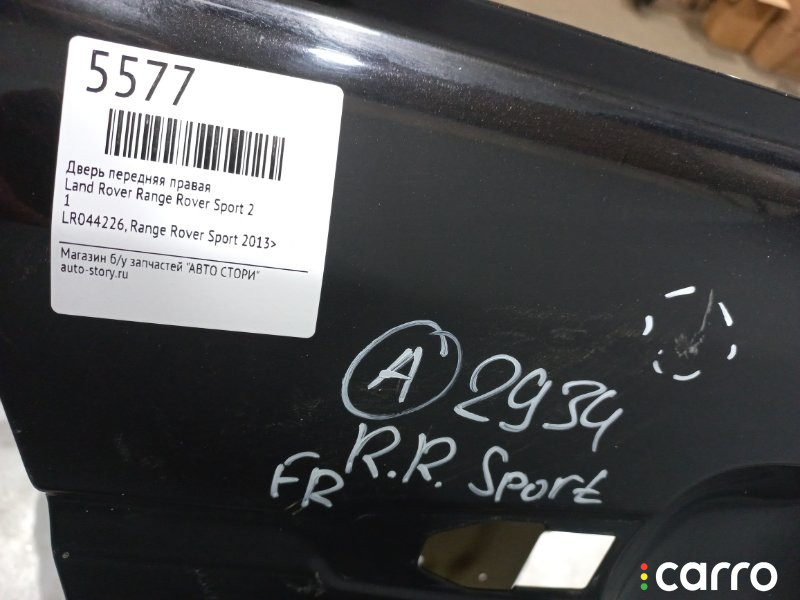 5577
Дверь передняя правая
Land Rover Range Rover Sport 2
1
LR044226, Range Rover Sport 2013>
Магазин б/у запчастей "АВТО СТОРИ"
auto-story.ru
A 2934
FR R.R. Sport
carro